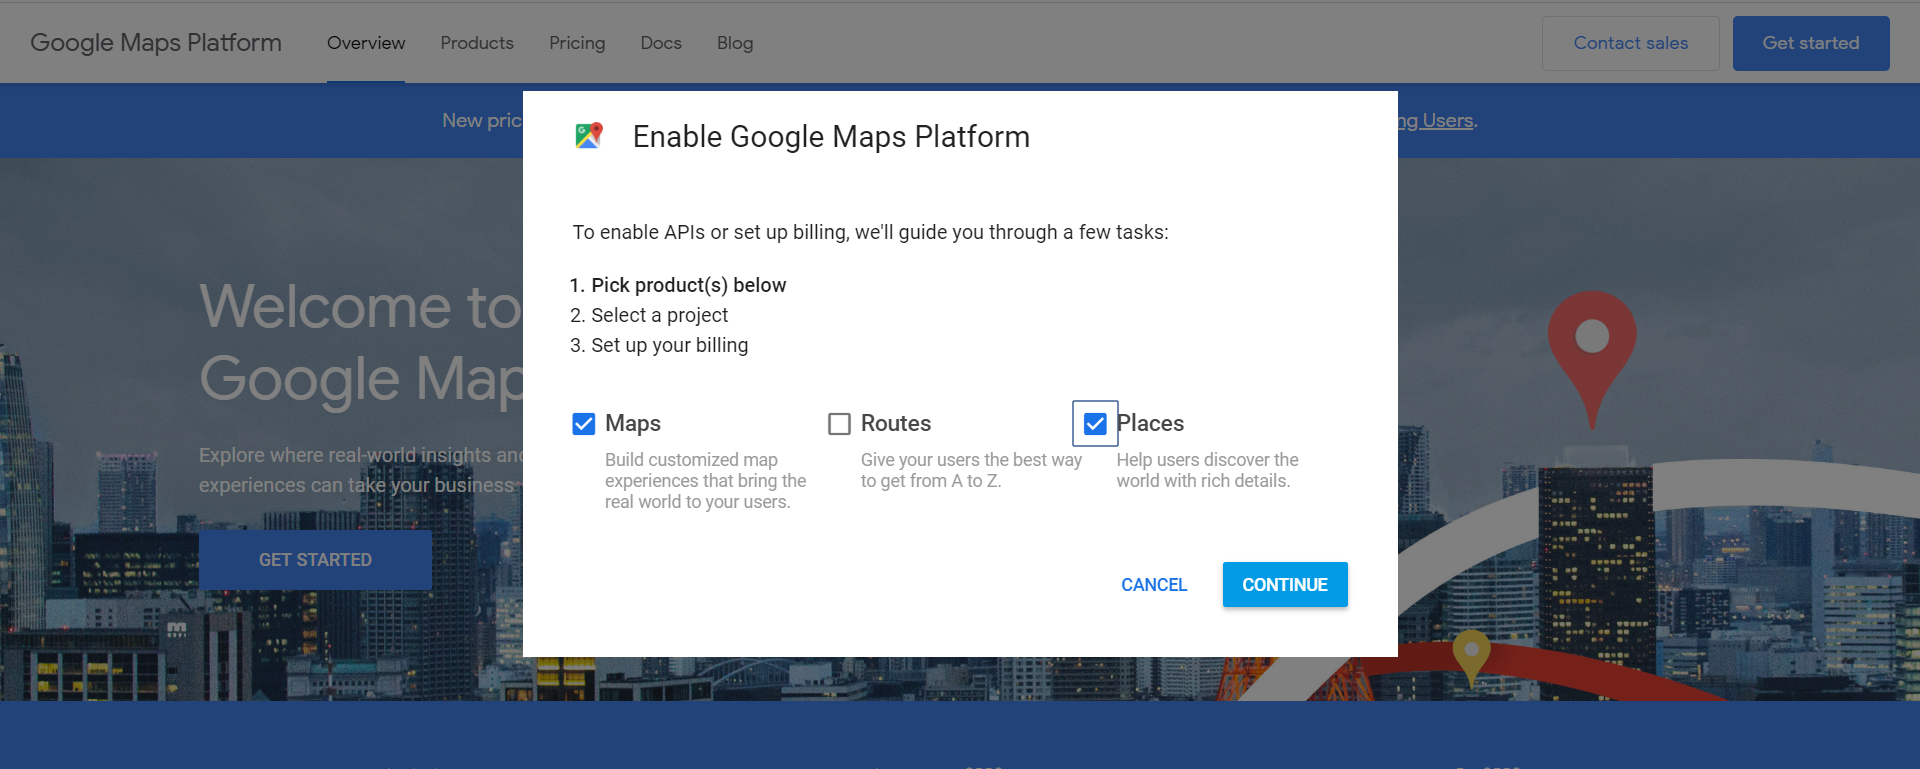 Google Maps Platform
Overview
Products
Pricing
Docs
Blog
Contact sales
Get started
New pric
ng Users.
Enable Google Maps Platform
To enable APIs or set up billing, we'll guide you through a few tasks:
1. Pick product(s) below
2. Select a project
3. Set up your billing
Maps
Build customized map
experiences that bring the
real world to your users.
Routes
Give your users the best way
to get from A to Z.
Places
Help users discover the
world with rich details.
CANCEL
CONTINUE
Welcome to
Google Map
Explore where real-world insights and
experiences can take your business
GET STARTED